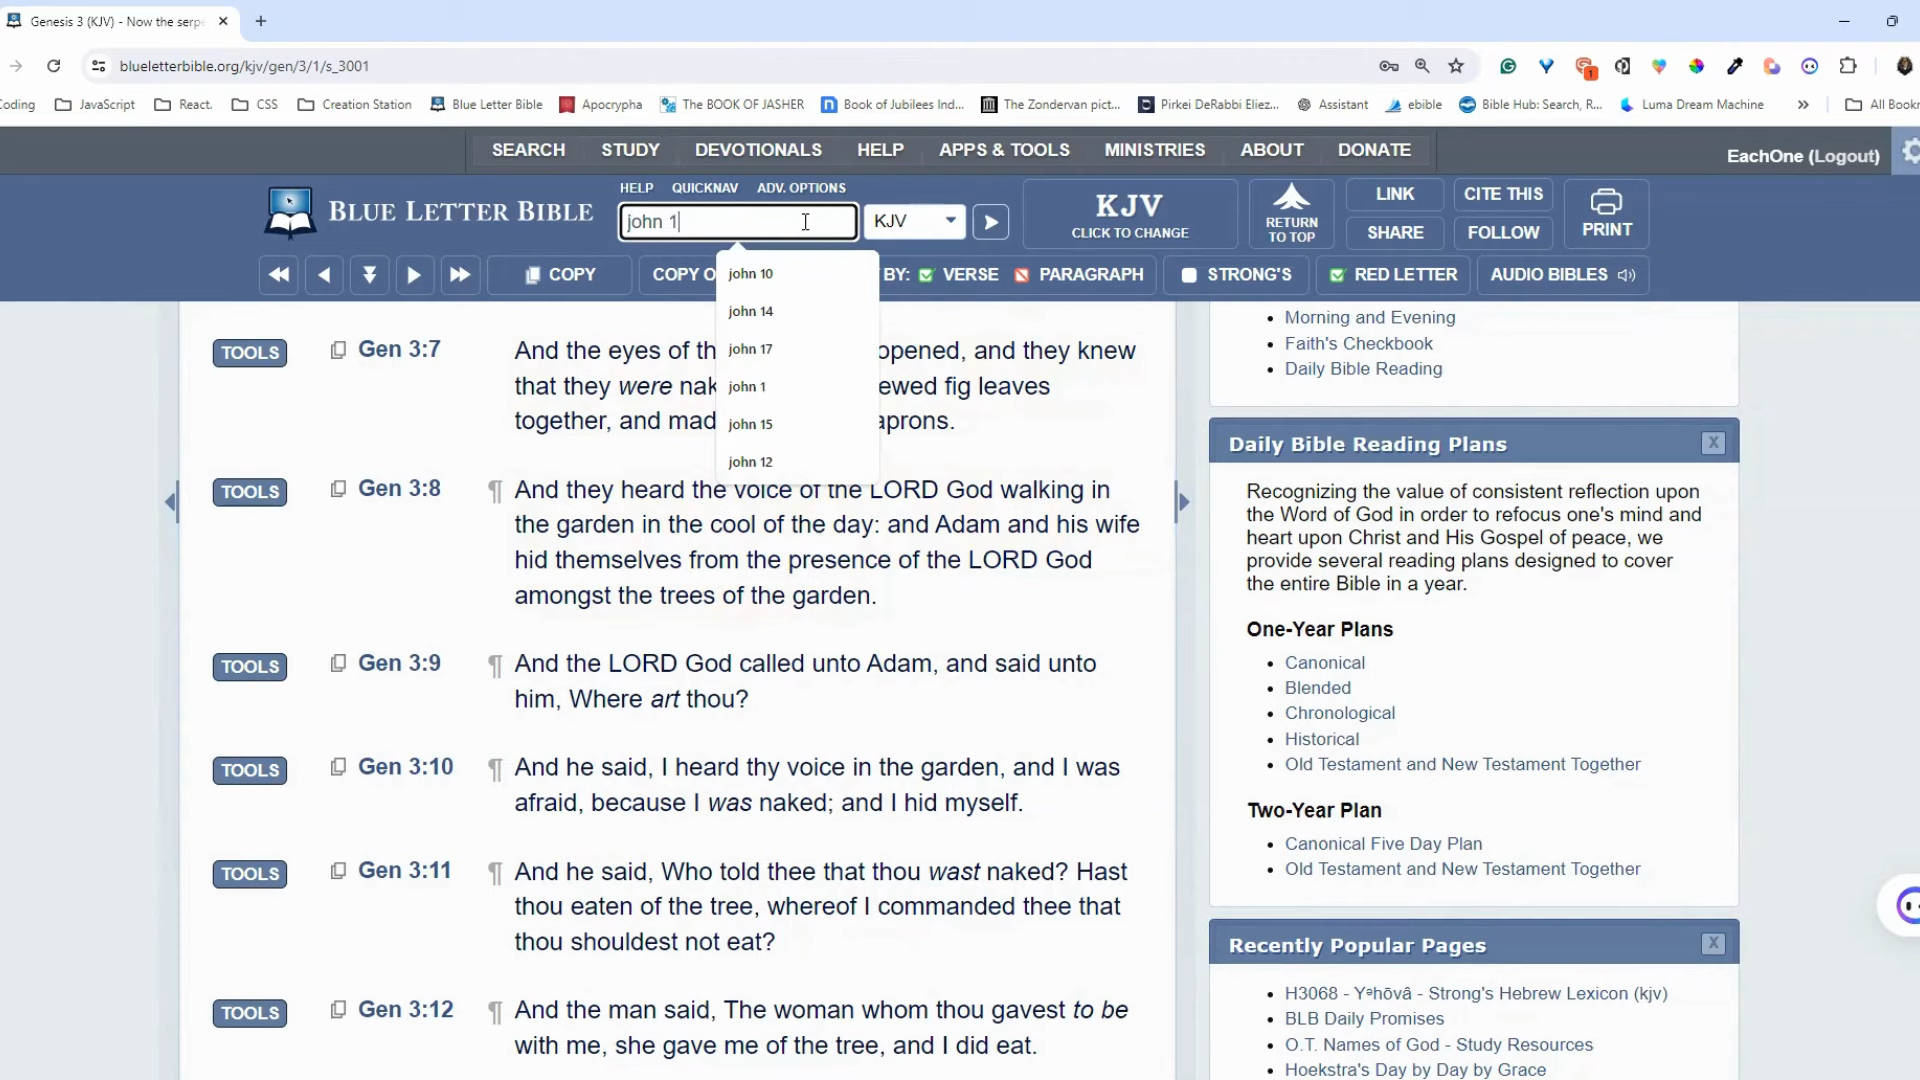 Genesis 3 (KJV) - Now the serpe
blueletterbible.org/kjv/gen/3/1/s_3001
1
Coding JavaScript React. CSS Creation Station Blue Letter Bible Apocrypha The BOOK OF JASHER Book of Jubilees Ind... The Zondervan pict... Pirkei DeRabbi Eliez... Assistant ebible Bible Hub: Search, R... Luma Dream Machine » All Bookr
SEARCH STUDY DEVOTIONALS HELP APPS & TOOLS MINISTRIES ABOUT DONATE
EachOne (Logout)
HELP QUICKNAV ADV. OPTIONS
BLUE LETTER BIBLE
john 1
KJV
KJV
CLICK TO CHANGE
RETURN
TO TOP
LINK
CITE THIS
SHARE
FOLLOW
PRINT
COPY
COPY O
BY: VERSE PARAGRAPH
STRONG'S
RED LETTER
AUDIO BIBLES
john 10
john 14
john 17
john 1
john 15
john 12
TOOLS Gen 3:7 And the eyes of th opened, and they knew
that they were nak ewed fig leaves
together, and mad aprons.
TOOLS Gen 3:8 ¶ And they heard the voice of the LORD God walking in
the garden in the cool of the day: and Adam and his wife
hid themselves from the presence of the LORD God
amongst the trees of the garden.
TOOLS Gen 3:9 ¶ And the LORD God called unto Adam, and said unto
him, Where art thou?
TOOLS Gen 3:10 ¶ And he said, I heard thy voice in the garden, and I was
afraid, because I was naked; and I hid myself.
TOOLS Gen 3:11 ¶ And he said, Who told thee that thou wast naked? Hast
thou eaten of the tree, whereof I commanded thee that
thou shouldest not eat?
TOOLS Gen 3:12 ¶ And the man said, The woman whom thou gavest to be
with me, she gave me of the tree, and I did eat.
Morning and Evening
Faith's Checkbook
Daily Bible Reading
Daily Bible Reading Plans X
Recognizing the value of consistent reflection upon
the Word of God in order to refocus one's mind and
heart upon Christ and His Gospel of peace, we
provide several reading plans designed to cover
the entire Bible in a year.
One-Year Plans
Canonical
Blended
Chronological
Historical
Old Testament and New Testament Together
Two-Year Plan
Canonical Five Day Plan
Old Testament and New Testament Together
Recently Popular Pages X
H3068 - Yᵊhōvâ - Strong's Hebrew Lexicon (kjv)
BLB Daily Promises
O.T. Names of God - Study Resources
Hoekstra's Day by Day by Grace